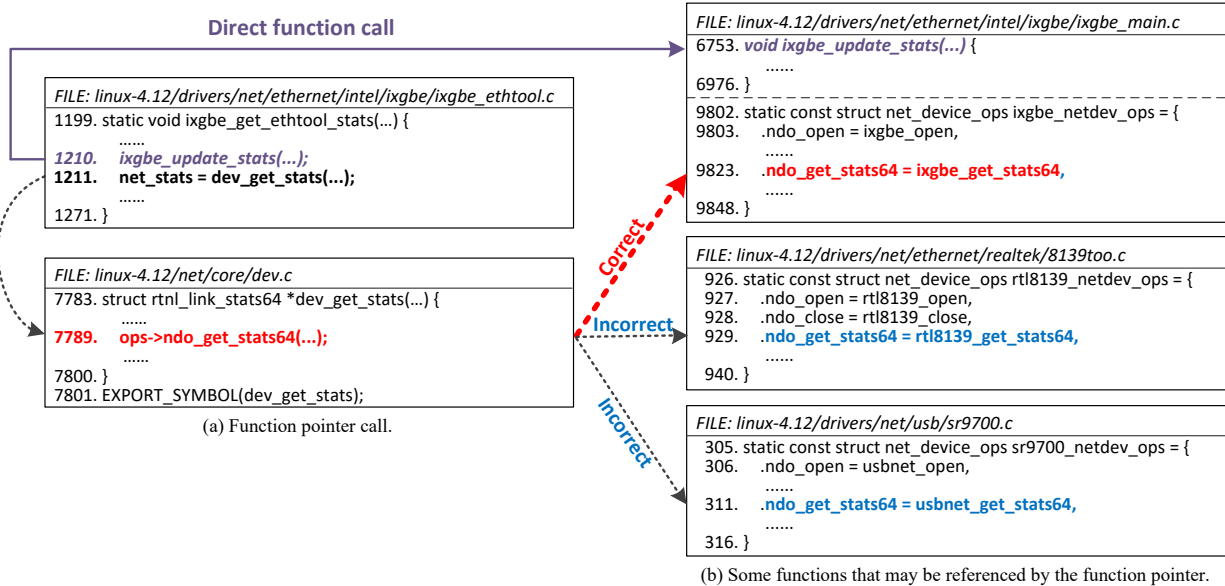 Direct function call
FILE: linux-4.12/drivers/net/ethernet/intel/ixgbe/ixgbe_ethtool.c
1199. static void ixgbe_get_ethtool_stats(…) {
……
1210. ixgbe_update_stats(...);
1211. net_stats = dev_get_stats(...);
……
1271. }
FILE: linux-4.12/net/core/dev.c
7783. struct rtnl_link_stats64 *dev_get_stats(…) {
……
7789. ops->ndo_get_stats64(...);
……
7800. }
7801. EXPORT_SYMBOL(dev_get_stats);
(a) Function pointer call.
Correct
Incorrect
Incorrect
FILE: linux-4.12/drivers/net/ethernet/intel/ixgbe/ixgbe_main.c
6753. void ixgbe_update_stats(...) {
……
6976. }
9802. static const struct net_device_ops ixgbe_netdev_ops = {
9803. .ndo_open = ixgbe_open,
……
9823. .ndo_get_stats64 = ixgbe_get_stats64,
……
9848. }
FILE: linux-4.12/drivers/net/ethernet/realtek/8139too.c
926. static const struct net_device_ops rtl8139_netdev_ops = {
927. .ndo_open = rtl8139_open,
928. .ndo_close = rtl8139_close,
929. .ndo_get_stats64 = rtl8139_get_stats64,
……
940. }
FILE: linux-4.12/drivers/net/usb/sr9700.c
305. static const struct net_device_ops sr9700_netdev_ops = {
306. .ndo_open = usbnet_open,
……
311. .ndo_get_stats64 = usbnet_get_stats64,
……
316. }
(b) Some functions that may be referenced by the function pointer.